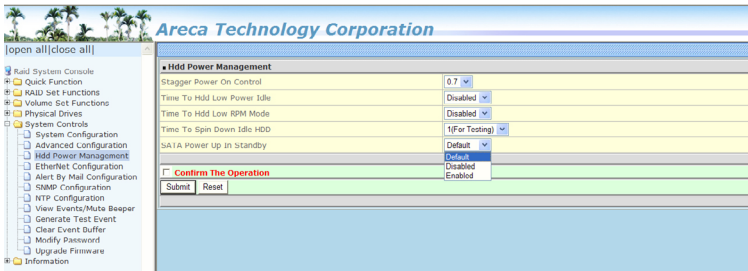 Areca Technology Corporation
|open all|close all|
Raid System Console
Quick Function
RAID Set Functions
Volume Set Functions
Physical Drives
System Controls
System Configuration
Advanced Configuration
Hdd Power Management
EtherNet Configuration
Alert By Mail Configuration
SNMP Configuration
NTP Configuration
View Events/Mute Beeper
Generate Test Event
Clear Event Buffer
Modify Password
Upgrade Firmware
Information
Hdd Power Management
Stagger Power On Control 0.7
Time To Hdd Low Power Idle Disabled
Time To Hdd Low RPM Mode Disabled
Time To Spin Down Idle HDD 1(For Testing)
SATA Power Up In Standby Default
Default
Disabled
Enabled
Confirm The Operation
Submit Reset